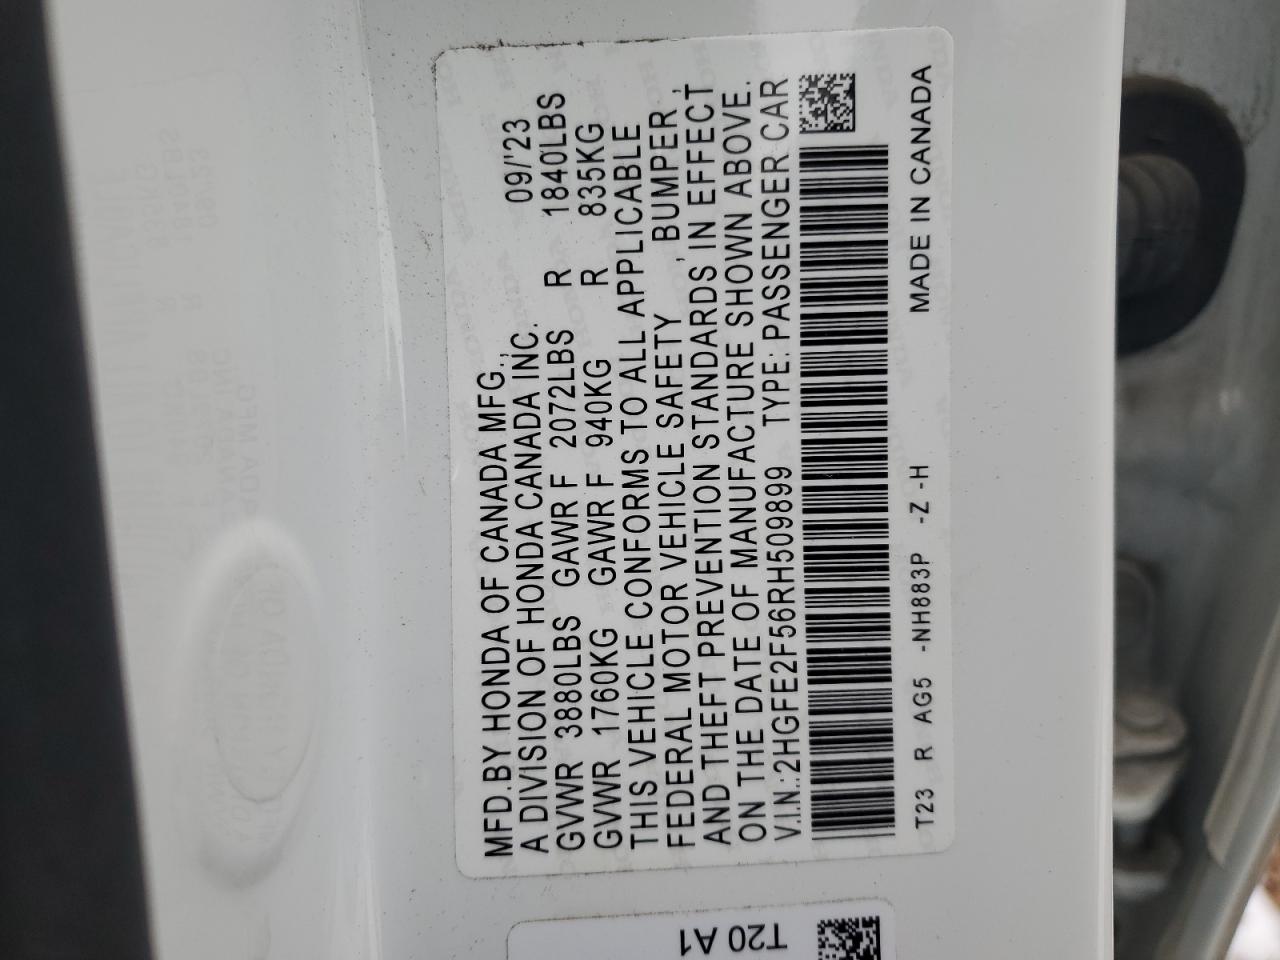 MFD.BY HONDA OF CANADA MFG.,
A DIVISION OF HONDA CANADA INC. 09/'23
GVWR 3880LBS GAWR F 2072LBS R 1840LBS
GVWR 1760KG GAWR F 940KG R 835KG
THIS VEHICLE CONFORMS TO ALL APPLICABLE
FEDERAL MOTOR VEHICLE SAFETY , BUMPER ,
AND THEFT PREVENTION STANDARDS IN EFFECT
ON THE DATE OF MANUFACTURE SHOWN ABOVE.
V.I.N.:2HGFE2F56RH509899 TYPE: PASSENGER CAR
T23 R AG5 -NH883P -Z -H MADE IN CANADA
T20 A1